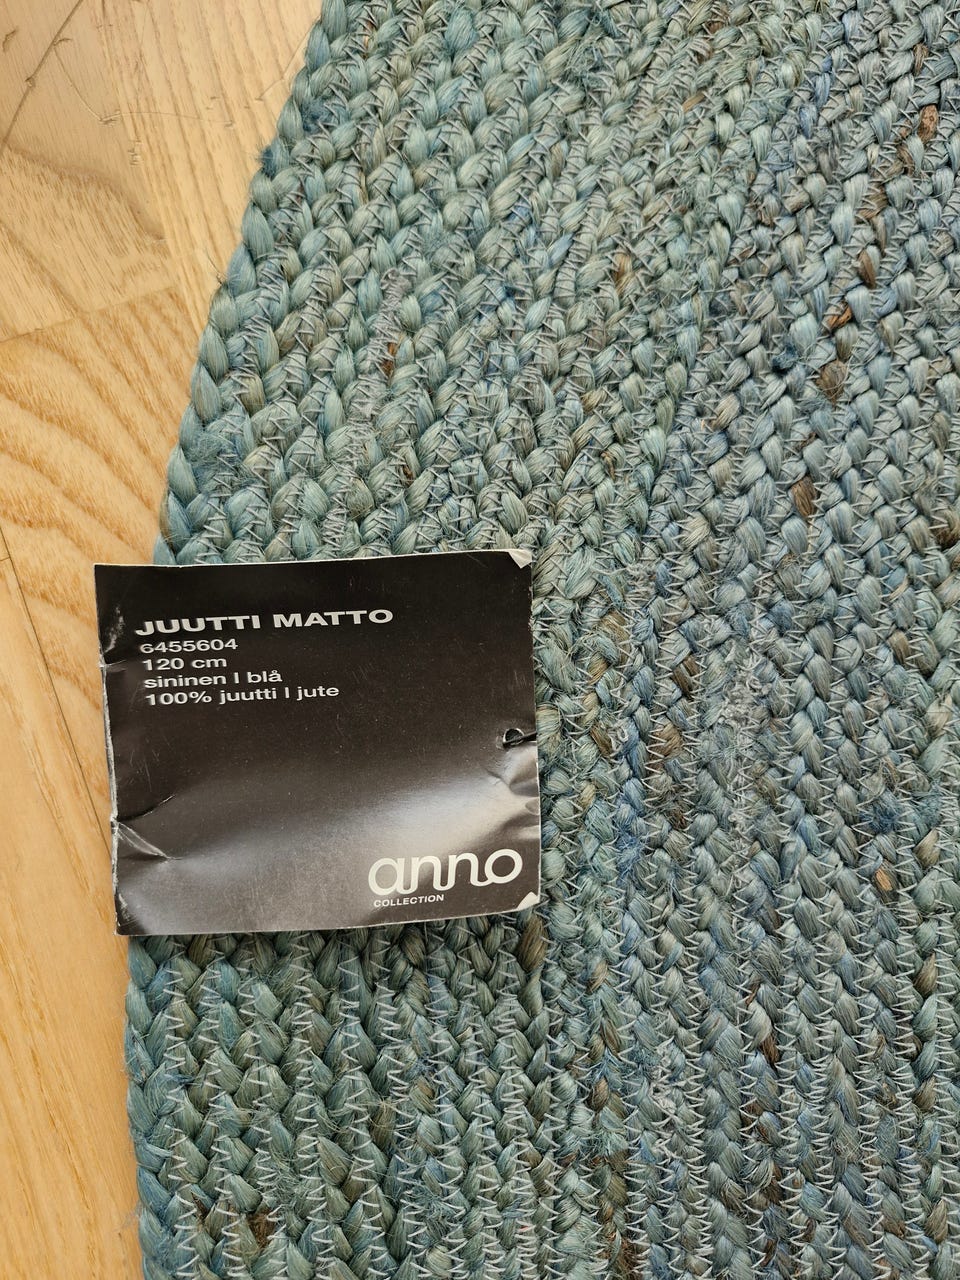 JUUTTI MATTO
6455604
120 cm
sininen I blå
100% juutti I jute
anno
COLLECTION